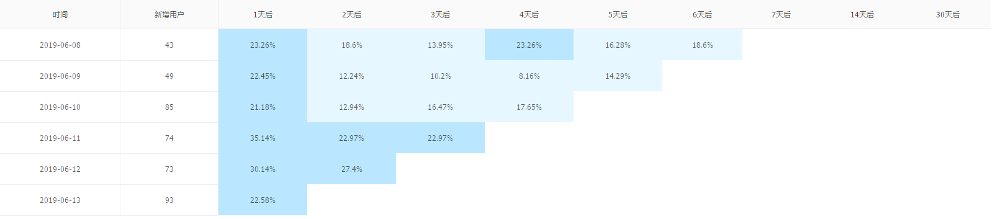 时间 新增用户 1天后 2天后 3天后 4天后 5天后 6天后 7天后 14天后 30天后
2019-06-08 43 23.26% 18.6% 13.95% 23.26% 16.28% 18.6%
2019-06-09 49 22.45% 12.24% 10.2% 8.16% 14.29%
2019-06-10 85 21.18% 12.94% 16.47% 17.65%
2019-06-11 74 35.14% 22.97% 22.97%
2019-06-12 73 30.14% 27.4%
2019-06-13 93 22.58%